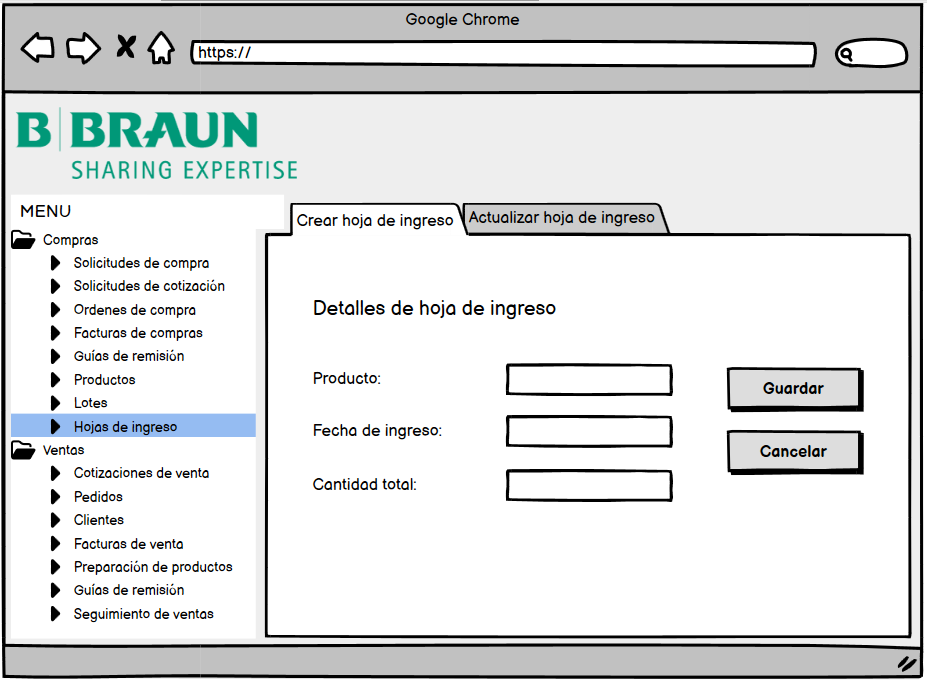 Google Chrome
https://
B BRAUN
SHARING EXPERTISE
MENU
Compras
Solicitudes de compra
Solicitudes de cotización
Ordenes de compra
Facturas de compras
Guías de remisión
Productos
Lotes
Hojas de ingreso
Ventas
Cotizaciones de venta
Pedidos
Clientes
Facturas de venta
Preparación de productos
Guías de remisión
Seguimiento de ventas
Crear hoja de ingreso
Actualizar hoja de ingreso
Detalles de hoja de ingreso
Producto:
Fecha de ingreso:
Cantidad total:
Guardar
Cancelar